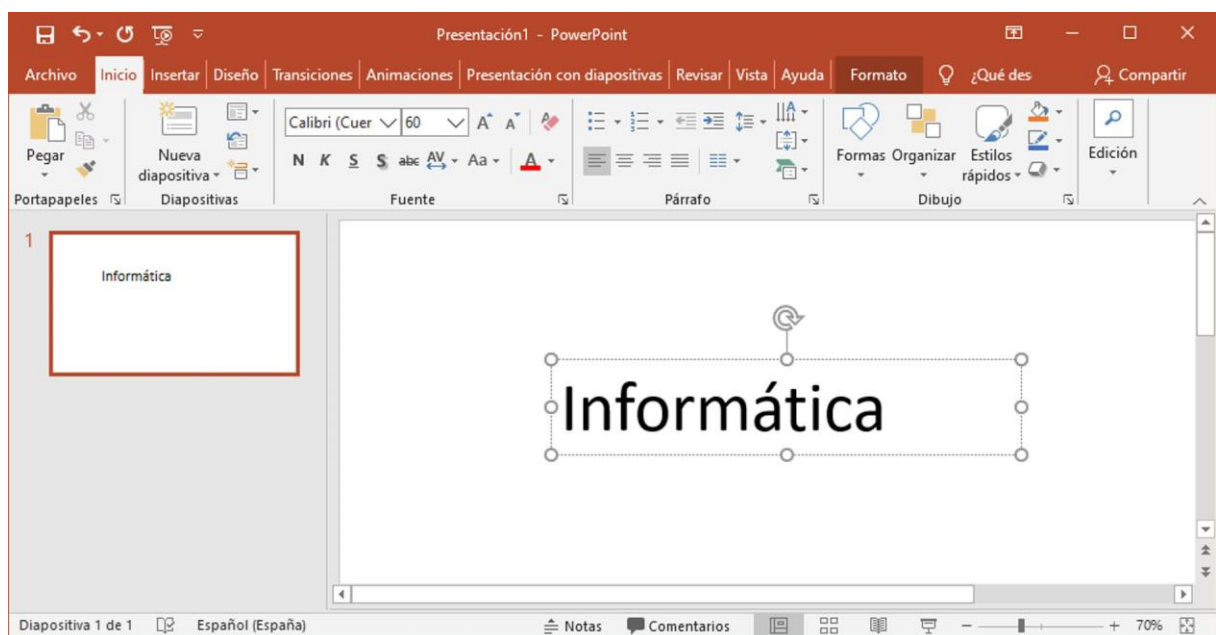 Presentación1 - PowerPoint
Archivo Inicio Insertar Diseño Transiciones Animaciones Presentación con diapositivas Revisar Vista Ayuda Formato ¿Qué des Compartir
Calibri (Cuer 60 A A
Pegar Nueva diapositiva N K S S abc AV Aa A Formas Organizar Estilos rápidos Edición
Portapapeles Diapositivas Fuente Párrafo Dibujo
1
Informática
Informática
Diapositiva 1 de 1 Español (España) Notas Comentarios 70%